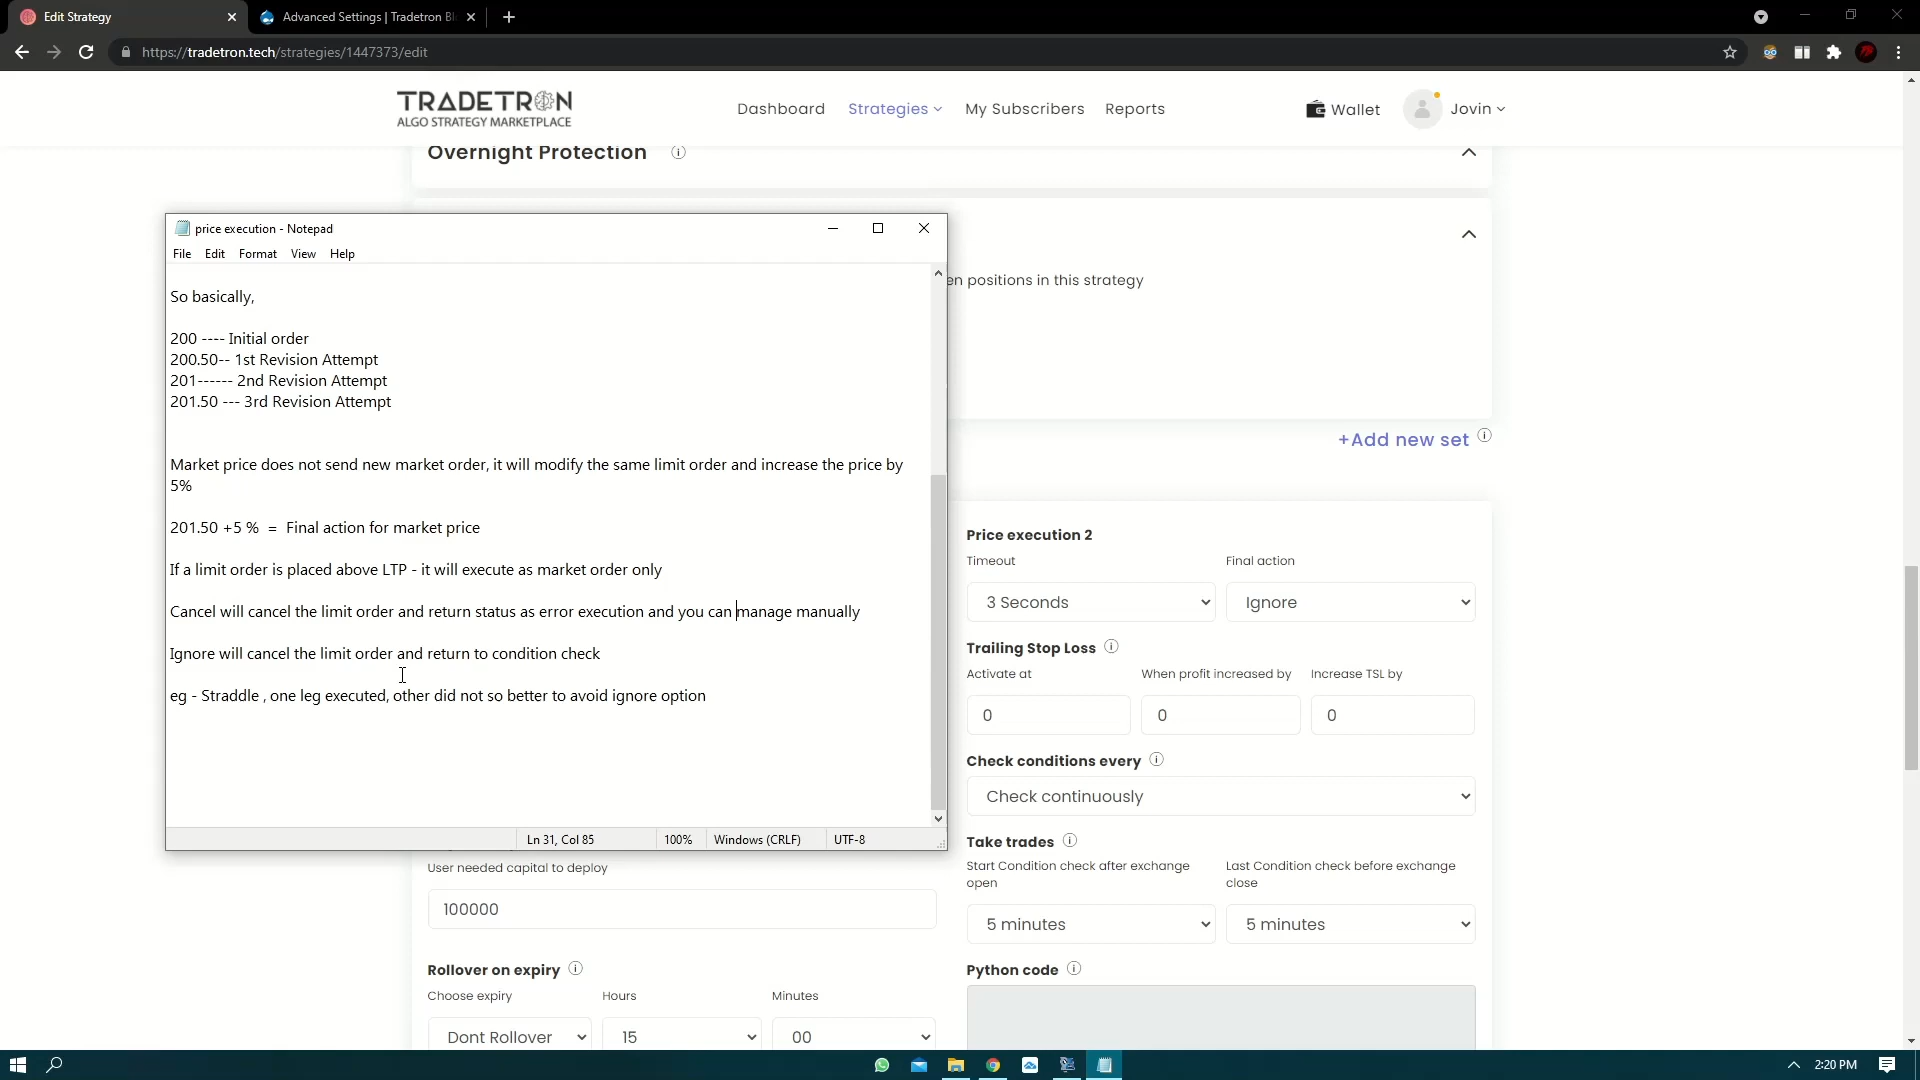 Edit Strategy
Advanced Settings | Tradetron Bl
https://tradetron.tech/strategies/1447373/edit
TRADETRON
ALGO STRATEGY MARKETPLACE
Dashboard
Strategies
My Subscribers
Reports
Wallet
Jovin
Overnight Protection
price execution - Notepad
File Edit Format View Help
So basically,
200 ---- Initial order
200.50-- 1st Revision Attempt
201------ 2nd Revision Attempt
201.50 --- 3rd Revision Attempt
Market price does not send new market order, it will modify the same limit order and increase the price by
5%
201.50 +5 % = Final action for market price
If a limit order is placed above LTP - it will execute as market order only
Cancel will cancel the limit order and return status as error execution and you can manage manually
Ignore will cancel the limit order and return to condition check
eg - Straddle , one leg executed, other did not so better to avoid ignore option
Ln 31, Col 85
100%
Windows (CRLF)
UTF-8
en positions in this strategy
+Add new set
Price execution 2
Timeout
Final action
3 Seconds
Ignore
Trailing Stop Loss
Activate at
When profit increased by
Increase TSL by
0
0
0
Check conditions every
Check continuously
Take trades
Start Condition check after exchange
open
Last Condition check before exchange
close
5 minutes
5 minutes
User needed capital to deploy
100000
Rollover on expiry
Choose expiry
Hours
Minutes
Dont Rollover
15
00
Python code
2:20 PM